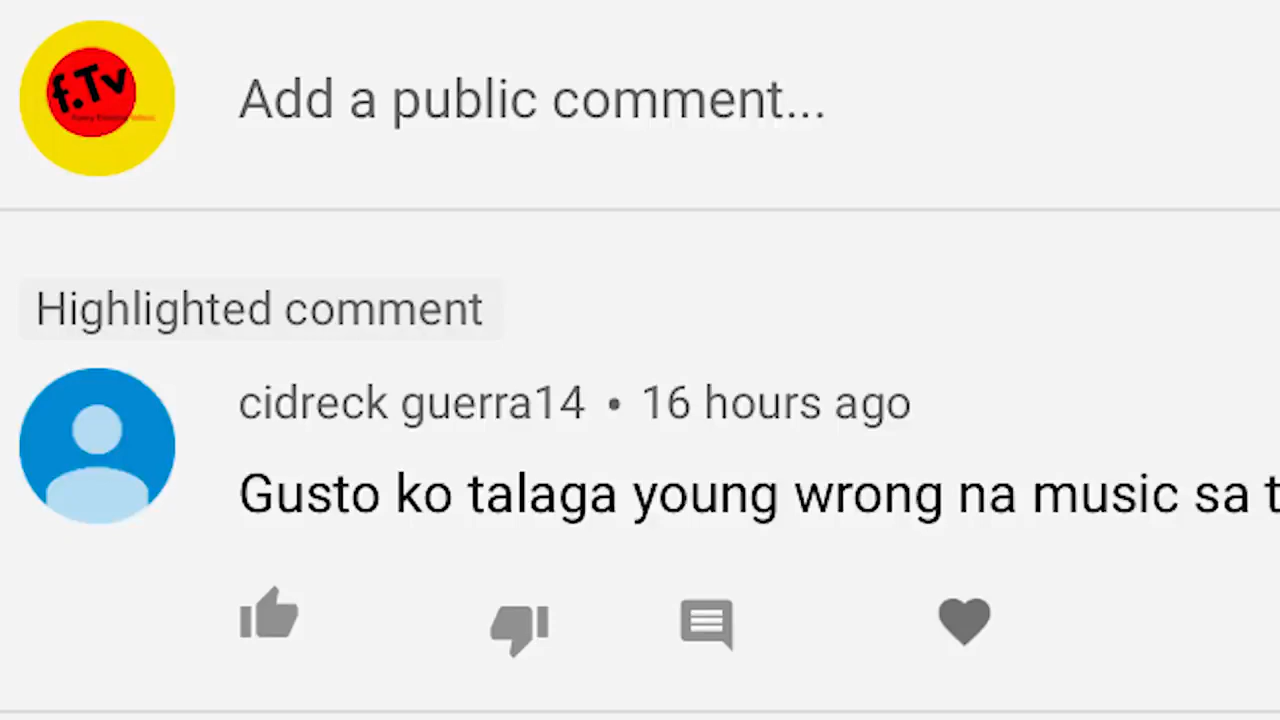 f.Tv
Add a public comment...
Highlighted comment
cidreck guerra14 • 16 hours ago
Gusto ko talaga young wrong na music sa t